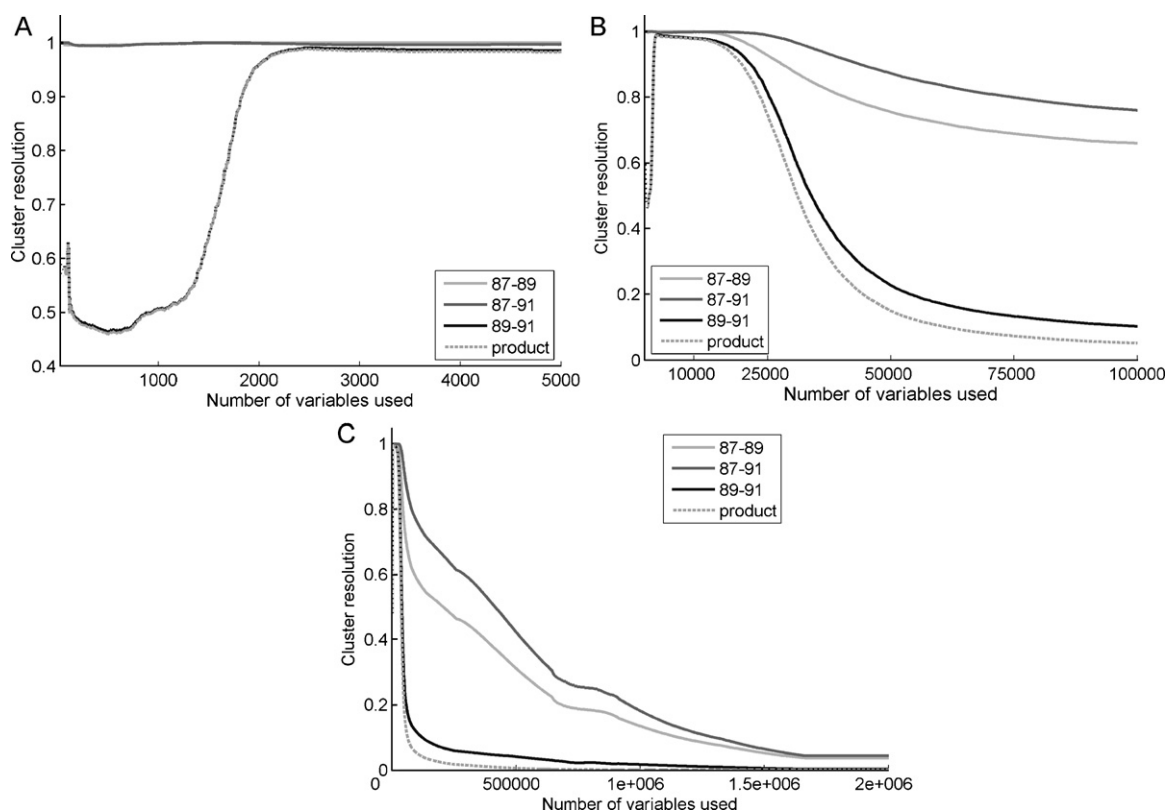 A
Cluster resolution
1
0.9
0.8
0.7
0.6
0.5
0.4
1000
2000
3000
4000
5000
Number of variables used
87-89
87-91
89-91
product
B
Cluster resolution
1
0.8
0.6
0.4
0.2
0
10000
25000
50000
75000
100000
Number of variables used
87-89
87-91
89-91
product
C
Cluster resolution
1
0.8
0.6
0.4
0.2
0
0
500000
1e+006
1.5e+006
2e+006
Number of variables used
87-89
87-91
89-91
product